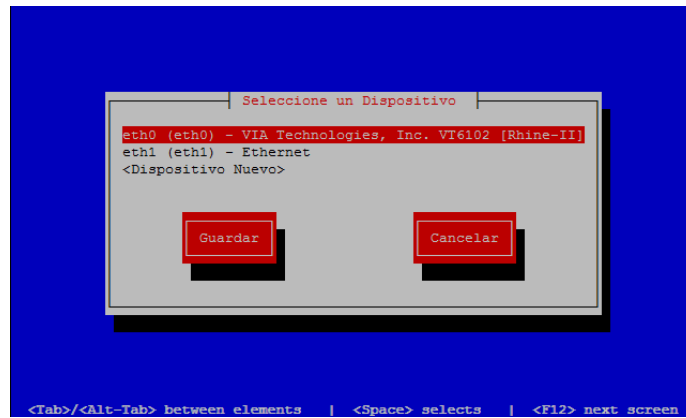 Seleccione un Dispositivo
eth0 (eth0) - VIA Technologies, Inc. VT6102 [Rhine-II]
eth1 (eth1) - Ethernet
<Dispositivo Nuevo>
Guardar Cancelar
<Tab>/<Alt-Tab> between elements | <Space> selects | <F12> next screen